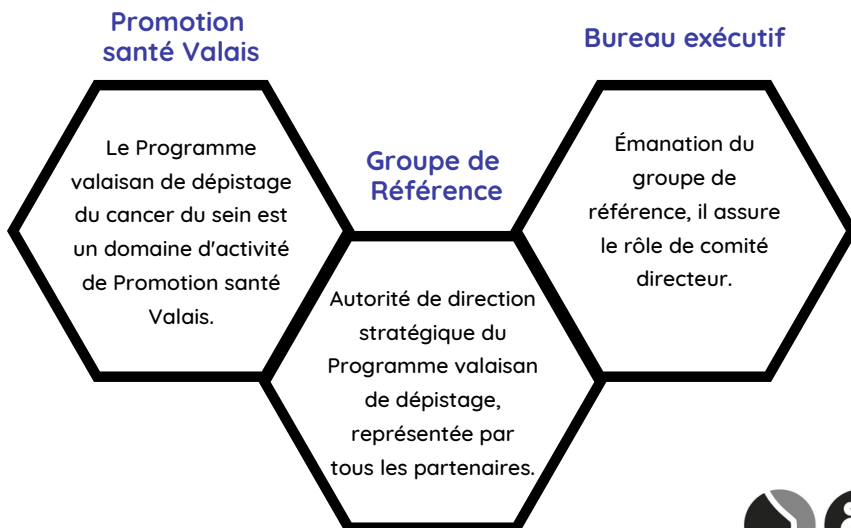 Promotion
santé Valais
Le Programme
valaisan de dépistage
du cancer du sein est
un domaine d'activité
de Promotion santé
Valais.
Groupe de
Référence
Autorité de direction
stratégique du
Programme valaisan
de dépistage,
représentée par
tous les partenaires.
Bureau exécutif
Émanation du
groupe de
référence, il assure
le rôle de comité
directeur.